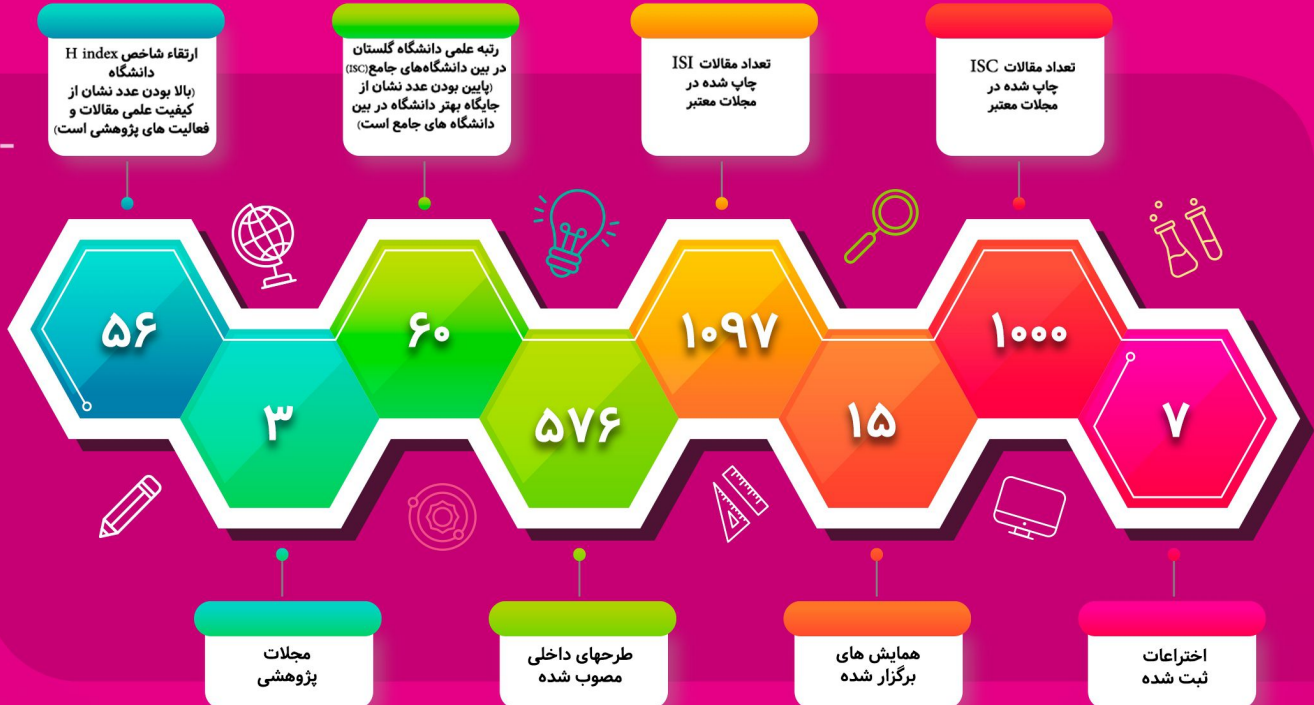 تعداد مقالات ISC
چاپ شده در
مجلات معتبر
تعداد مقالات ISI
چاپ شده در
مجلات معتبر
رتبه علمی دانشگاه گلستان
در بین دانشگاه‌های جامع(ISC)
(پایین بودن عدد نشان از
جایگاه بهتر دانشگاه در بین
دانشگاه های جامع است)
ارتقاء شاخص H index
دانشگاه
(بالا بودن عدد نشان از
کیفیت علمی مقالات و
فعالیت های پژوهشی است)
۱۰۰۰
۱۰۹۷
۶۰
۵۶
۷
۱۵
۵۷۶
۳
اختراعات
ثبت شده
همایش های
برگزار شده
طرحهای داخلی
مصوب شده
مجلات
پژوهشی